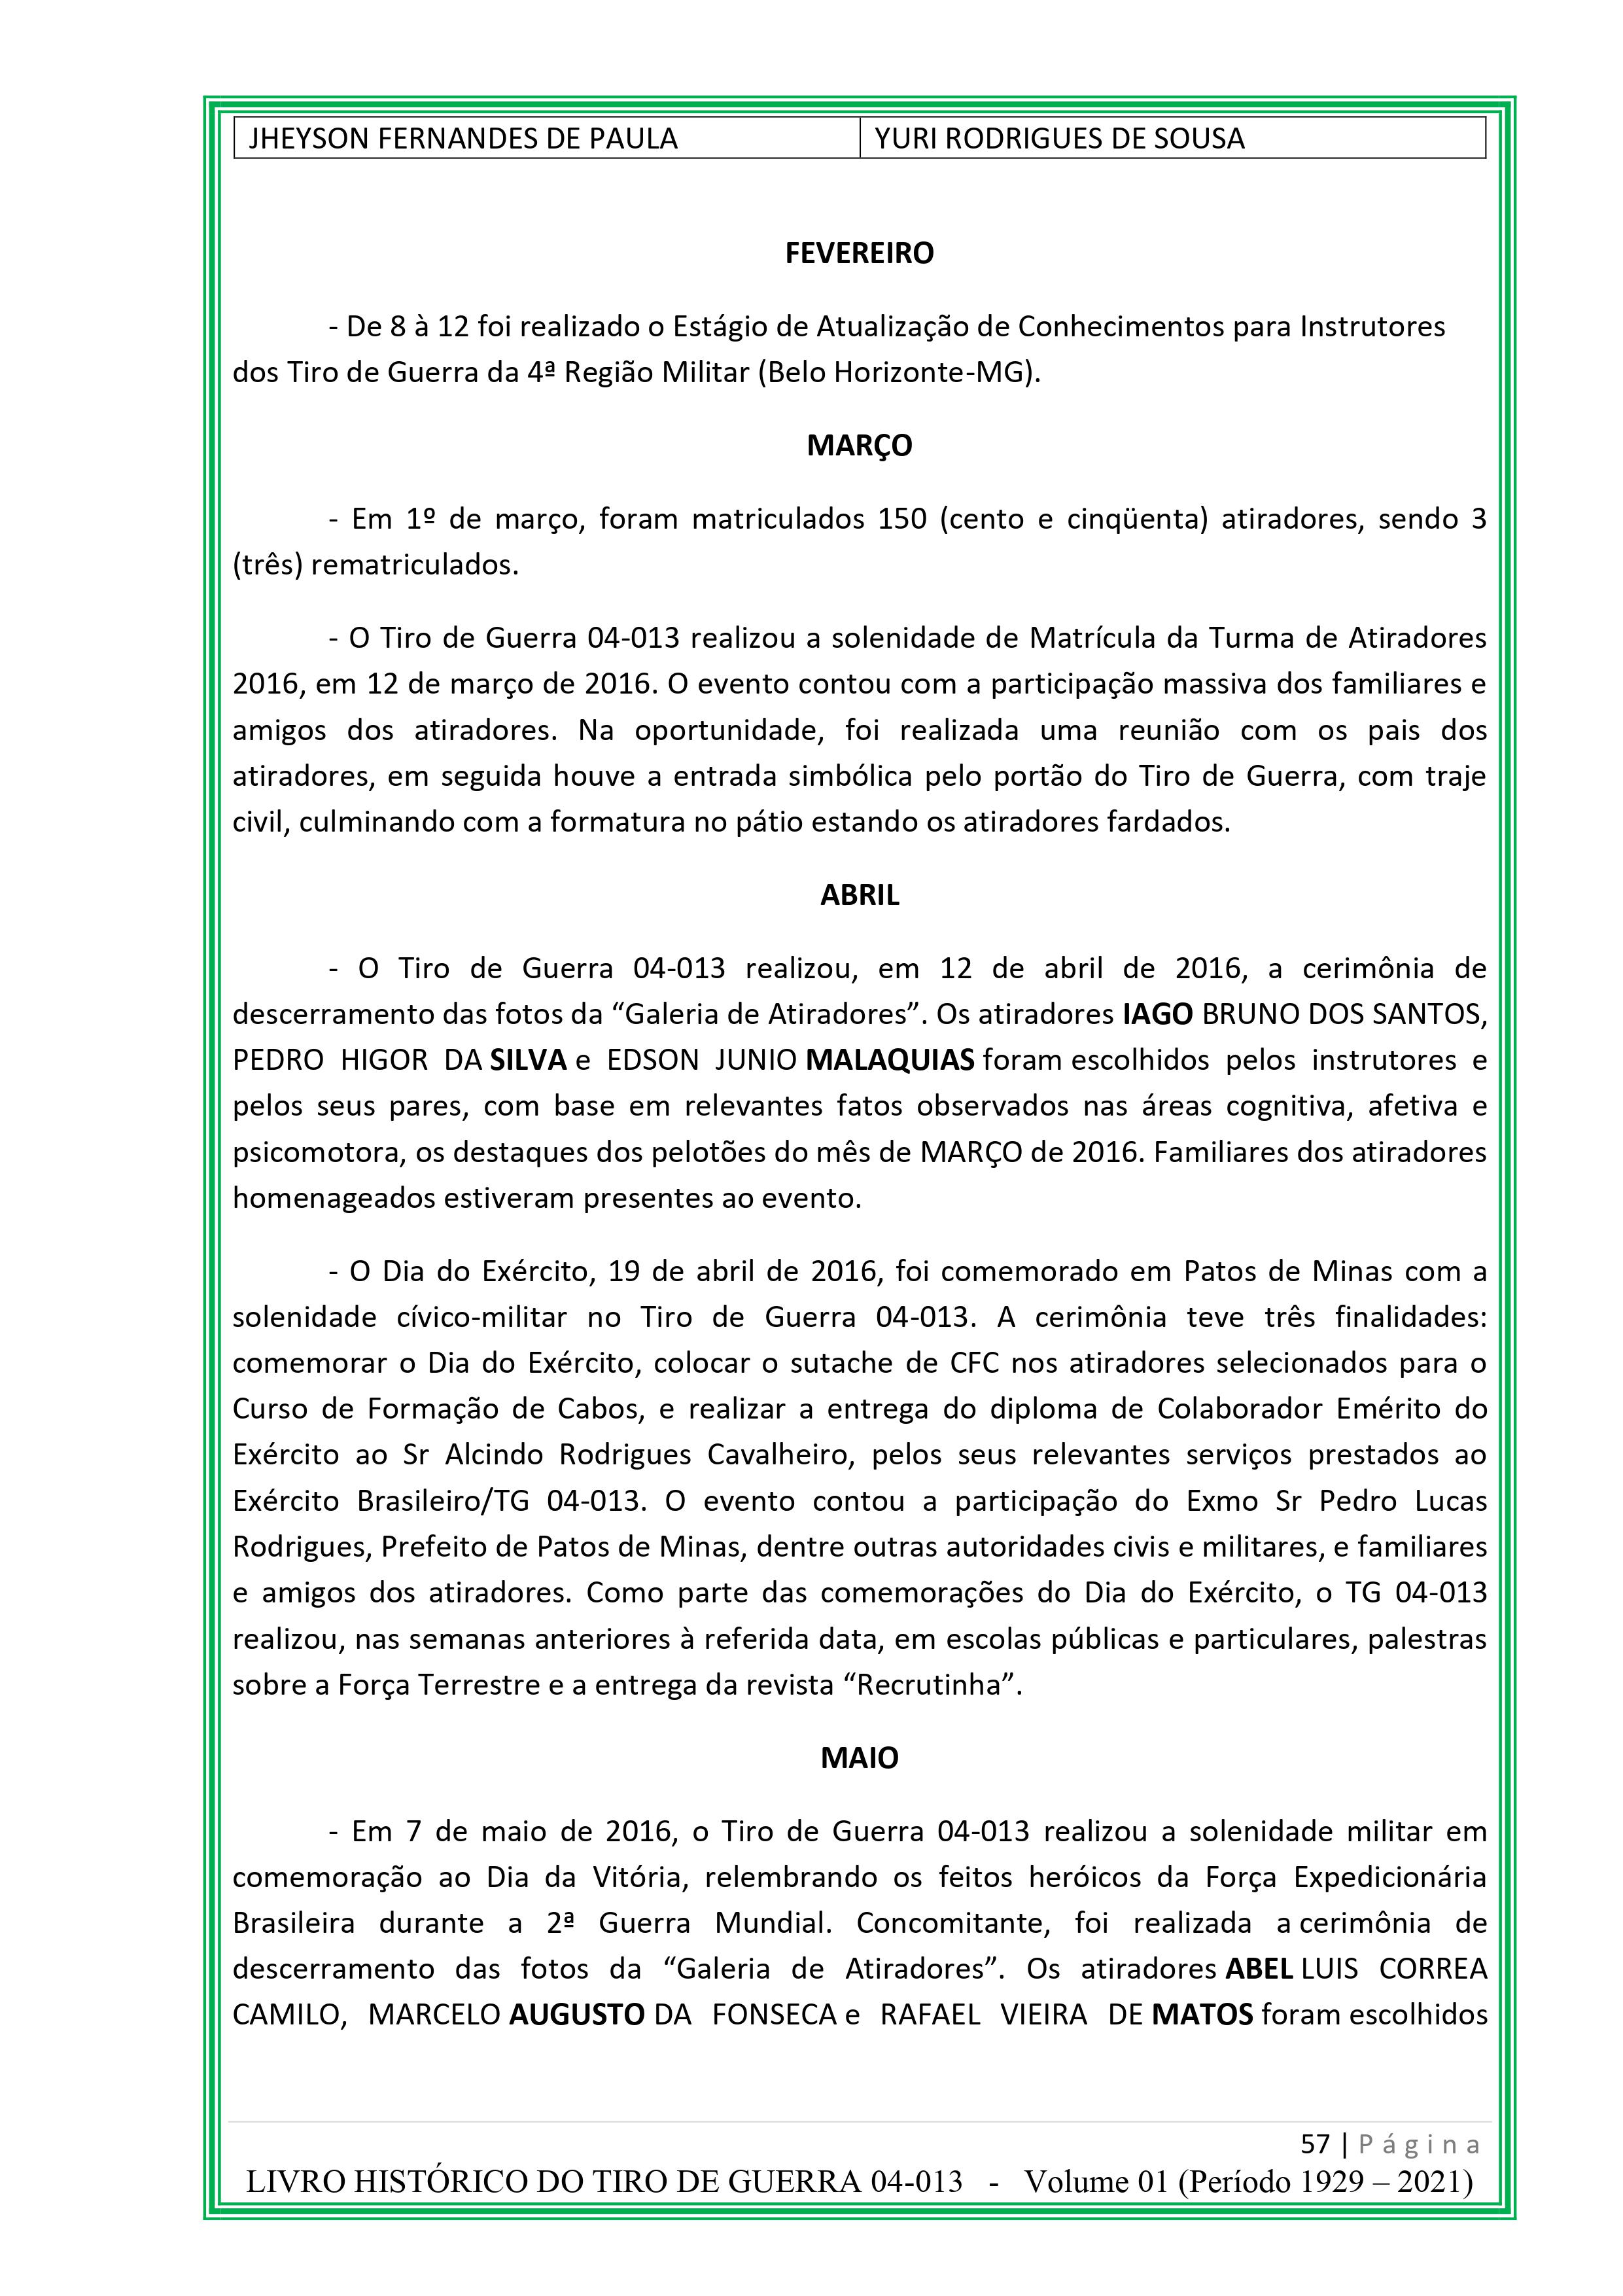 JHEYSON FERNANDES DE PAULA YURI RODRIGUES DE SOUSA
FEVEREIRO
- De 8 à 12 foi realizado o Estágio de Atualização de Conhecimentos para Instrutores
dos Tiro de Guerra da 4ª Região Militar (Belo Horizonte-MG).
MARÇO
- Em 1º de março, foram matriculados 150 (cento e cinqüenta) atiradores, sendo 3
(três) rematriculados.
- O Tiro de Guerra 04-013 realizou a solenidade de Matrícula da Turma de Atiradores
2016, em 12 de março de 2016. O evento contou com a participação massiva dos familiares e
amigos dos atiradores. Na oportunidade, foi realizada uma reunião com os pais dos
atiradores, em seguida houve a entrada simbólica pelo portão do Tiro de Guerra, com traje
civil, culminando com a formatura no pátio estando os atiradores fardados.
ABRIL
- O Tiro de Guerra 04-013 realizou, em 12 de abril de 2016, a cerimônia de
descerramento das fotos da “Galeria de Atiradores”. Os atiradores IAGO BRUNO DOS SANTOS,
PEDRO HIGOR DA SILVA e EDSON JUNIO MALAQUIAS foram escolhidos pelos instrutores e
pelos seus pares, com base em relevantes fatos observados nas áreas cognitiva, afetiva e
psicomotora, os destaques dos pelotões do mês de MARÇO de 2016. Familiares dos atiradores
homenageados estiveram presentes ao evento.
- O Dia do Exército, 19 de abril de 2016, foi comemorado em Patos de Minas com a
solenidade cívico-militar no Tiro de Guerra 04-013. A cerimônia teve três finalidades:
comemorar o Dia do Exército, colocar o sutache de CFC nos atiradores selecionados para o
Curso de Formação de Cabos, e realizar a entrega do diploma de Colaborador Emérito do
Exército ao Sr Alcindo Rodrigues Cavalheiro, pelos seus relevantes serviços prestados ao
Exército Brasileiro/TG 04-013. O evento contou a participação do Exmo Sr Pedro Lucas
Rodrigues, Prefeito de Patos de Minas, dentre outras autoridades civis e militares, e familiares
e amigos dos atiradores. Como parte das comemorações do Dia do Exército, o TG 04-013
realizou, nas semanas anteriores à referida data, em escolas públicas e particulares, palestras
sobre a Força Terrestre e a entrega da revista “Recrutinha”.
MAIO
- Em 7 de maio de 2016, o Tiro de Guerra 04-013 realizou a solenidade militar em
comemoração ao Dia da Vitória, relembrando os feitos heróicos da Força Expedicionária
Brasileira durante a 2ª Guerra Mundial. Concomitante, foi realizada a cerimônia de
descerramento das fotos da “Galeria de Atiradores”. Os atiradores ABEL LUIS CORREA
CAMILO, MARCELO AUGUSTO DA FONSECA e RAFAEL VIEIRA DE MATOS foram escolhidos
57 | Página
LIVRO HISTÓRICO DO TIRO DE GUERRA 04-013 - Volume 01 (Período 1929 – 2021)